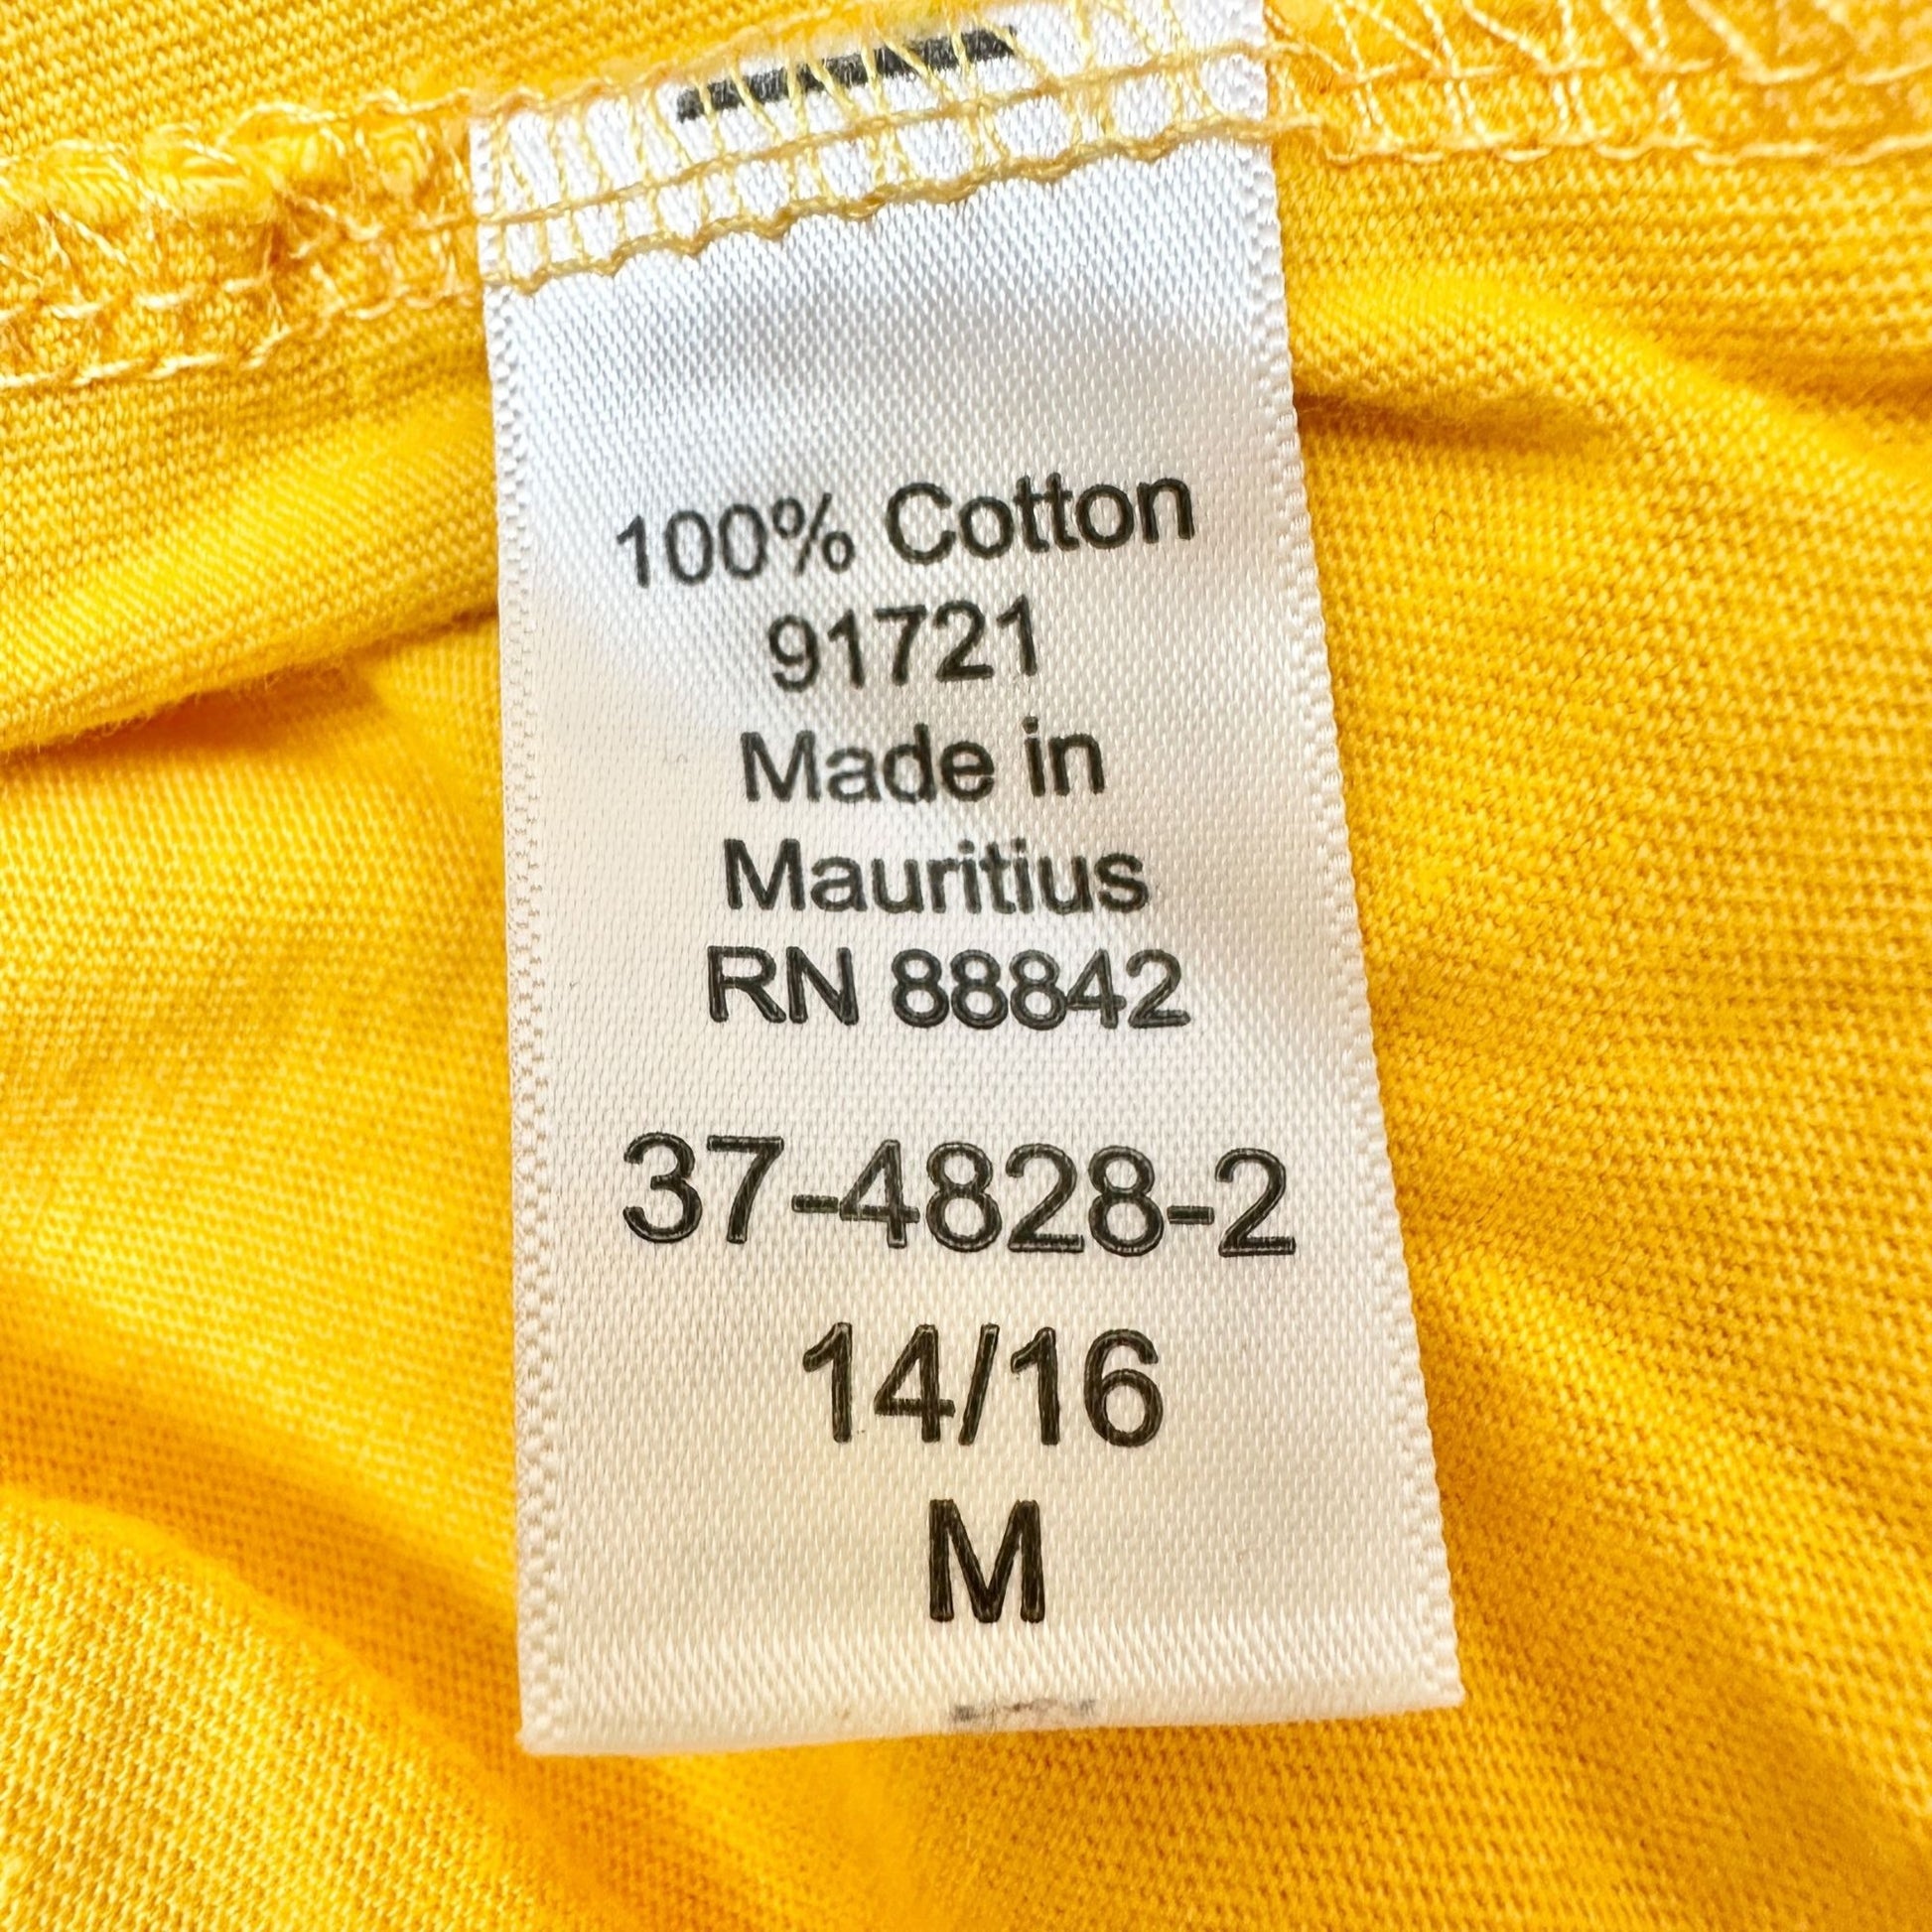 100% Cotton
91721
Made in
Mauritius
RN 88842
37-4828-2
14/16
M